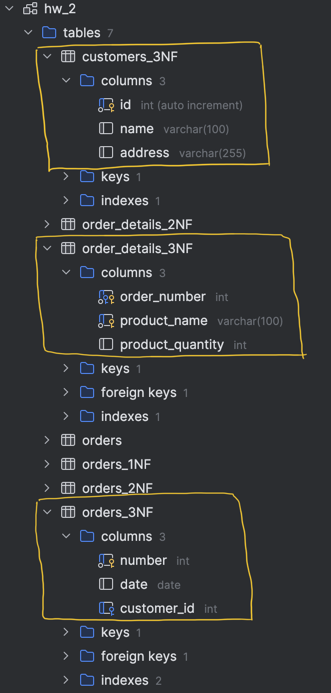 hw_2
tables 7
customers_3NF
columns 3
id int (auto increment)
name varchar(100)
address varchar(255)
keys 1
indexes 1
order_details_2NF
order_details_3NF
columns 3
order_number int
product_name varchar(100)
product_quantity int
keys 1
foreign keys 1
indexes 1
orders
orders_1NF
orders_2NF
orders_3NF
columns 3
number int
date date
customer_id int
keys 1
foreign keys 1
indexes 2